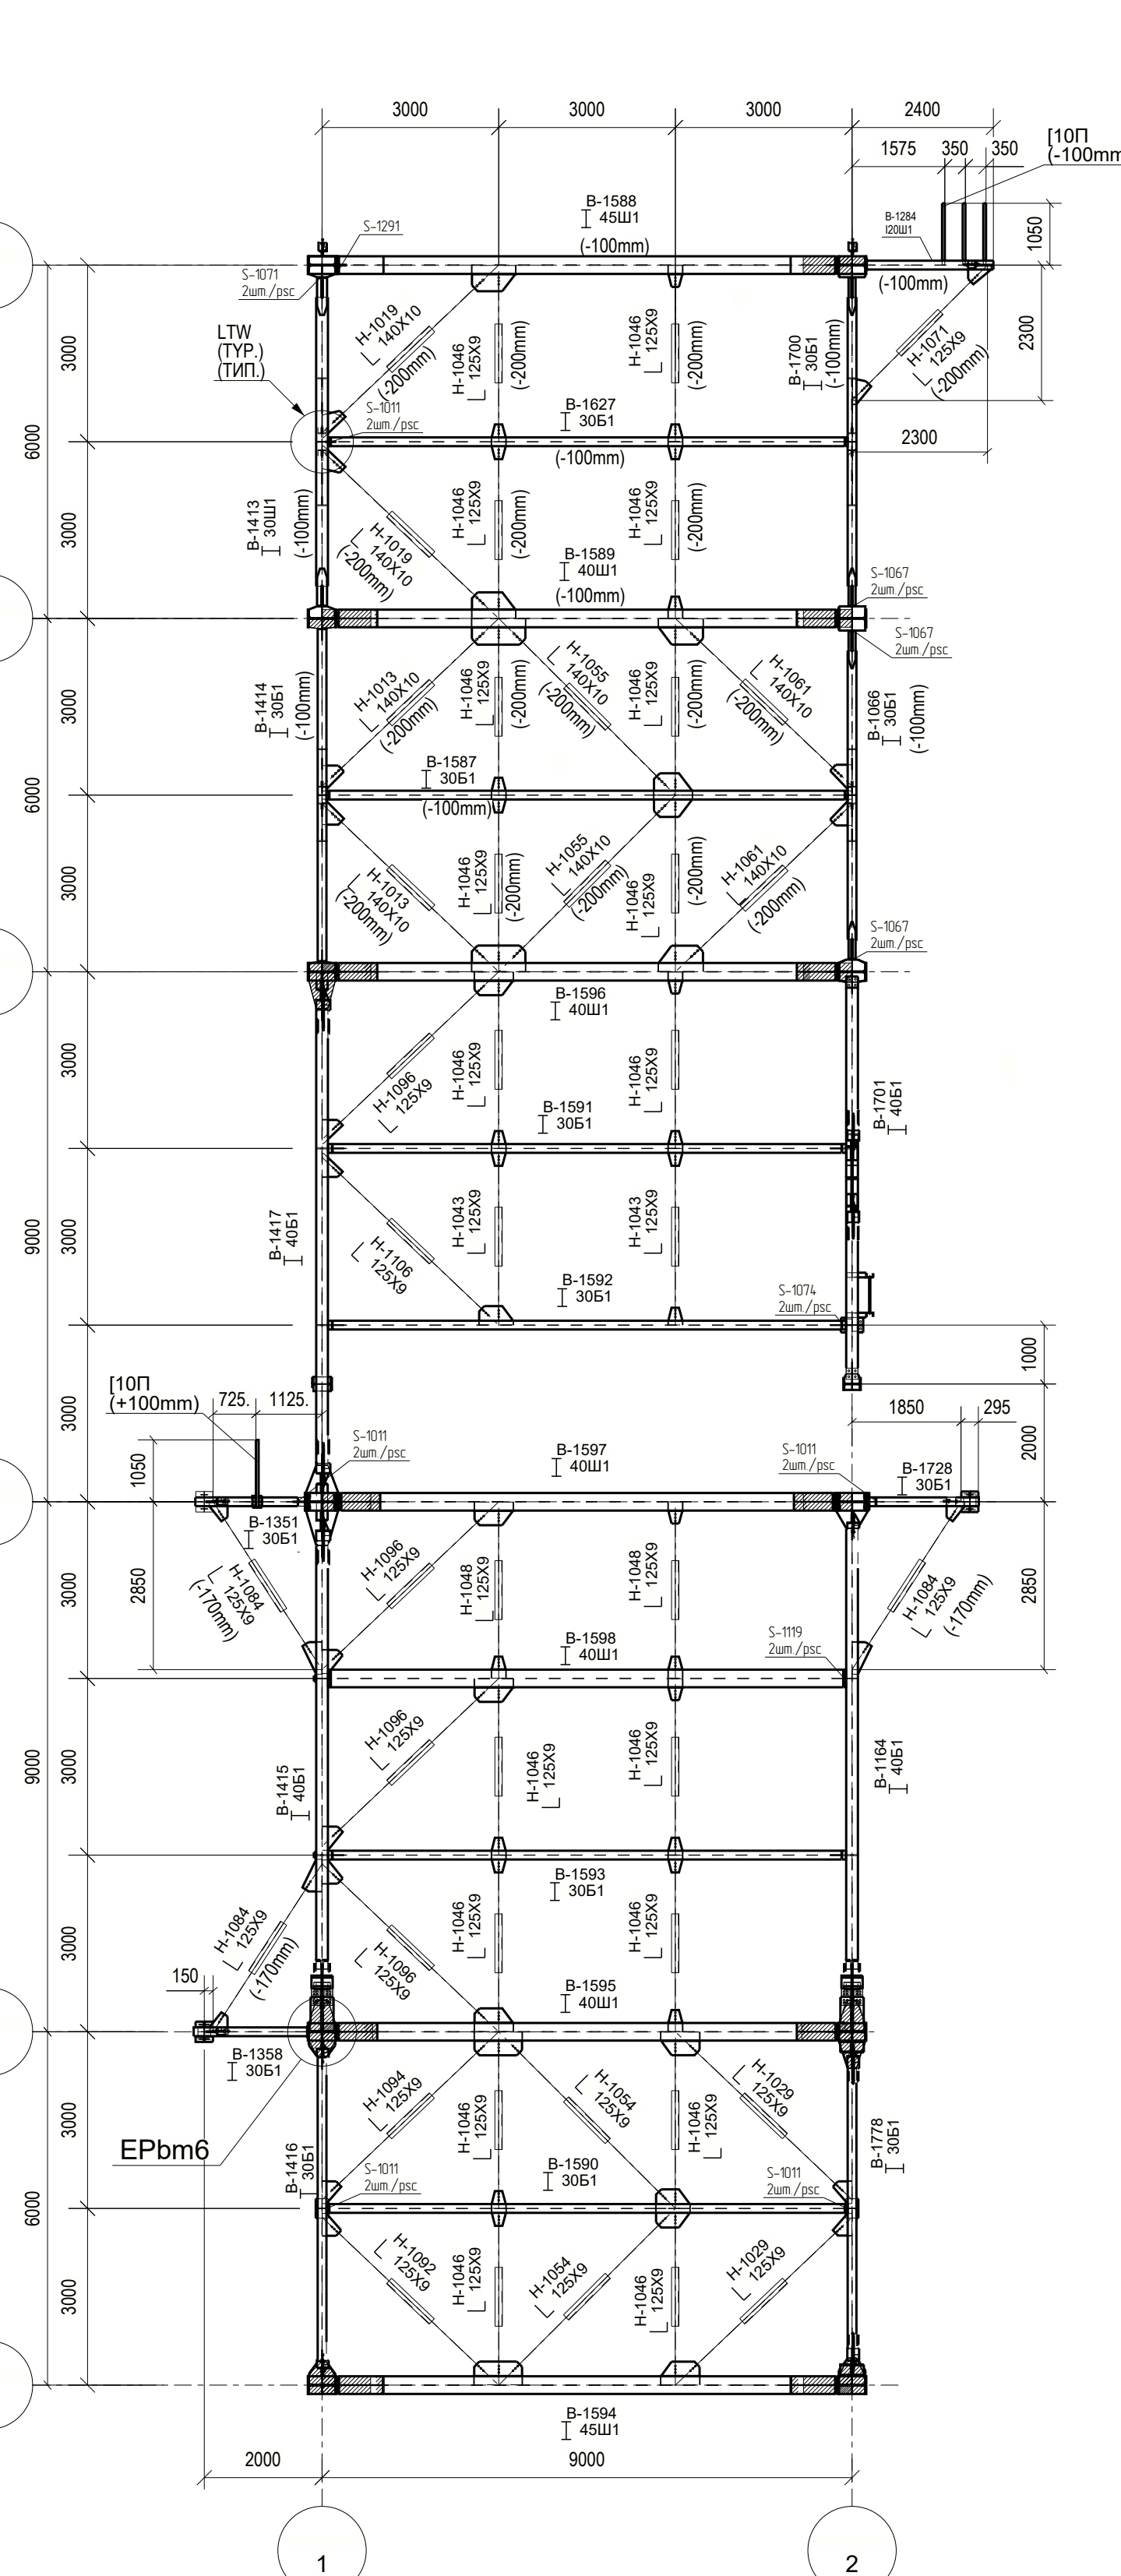 3000
3000
3000
2400
1575
350
350
[10П
(-100mm
B-1588
45Ш1
(-100mm)
B-1284
I20Ш1
1050
S-1291
S-1071
2шт./psc
(-100mm)
LTW
(TYP.)
(ТИП.)
3000
H-1019
140X10
(-200mm)
H-1046
125X9
(-200mm)
H-1046
125X9
(-200mm)
B-1700
30Б1
(-100mm)
H-1071
125X9
(-200mm)
2300
S-1011
2шт./psc
B-1627
30Б1
(-100mm)
2300
6000
3000
B-1413
30Ш1
(-100mm)
H-1019
140X10
(-200mm)
H-1046
125X9
(-200mm)
H-1046
125X9
(-200mm)
B-1589
40Ш1
(-100mm)
S-1067
2шт./psc
S-1067
2шт./psc
3000
B-1414
30Б1
(-100mm)
H-1013
140X10
(-200mm)
H-1046
125X9
(-200mm)
H-1055
140X10
(-200mm)
H-1046
125X9
(-200mm)
H-1061
140X10
(-200mm)
B-1066
30Б1
(-100mm)
6000
B-1587
30Б1
(-100mm)
3000
H-1013
140X10
(-200mm)
H-1046
125X9
(-200mm)
H-1055
140X10
(-200mm)
H-1046
125X9
(-200mm)
H-1061
140X10
(-200mm)
S-1067
2шт./psc
B-1596
40Ш1
3000
H-1096
125X9
H-1046
125X9
H-1046
125X9
B-1701
40Б1
B-1591
30Б1
9000
3000
B-1417
40Б1
H-1106
125X9
H-1043
125X9
H-1043
125X9
B-1592
30Б1
S-1074
2шт./psc
1000
[10П
(+100mm)
725.
1125.
3000
1850
295
2000
1050
S-1011
2шт./psc
B-1597
40Ш1
S-1011
2шт./psc
B-1728
30Б1
B-1351
30Б1
2850
3000
H-1084
125X9
(-170mm)
H-1096
125X9
H-1048
125X9
H-1048
125X9
H-1084
125X9
(-170mm)
2850
B-1598
40Ш1
S-1119
2шт./psc
9000
3000
B-1415
40Б1
H-1096
125X9
H-1046
125X9
H-1046
125X9
B-1164
40Б1
B-1593
30Б1
3000
H-1084
125X9
(-170mm)
H-1096
125X9
H-1046
125X9
H-1046
125X9
150
B-1595
40Ш1
B-1358
30Б1
EPbm6
3000
B-1416
30Б1
H-1094
125X9
H-1046
125X9
H-1054
125X9
H-1046
125X9
H-1029
125X9
B-1778
30Б1
6000
S-1011
2шт./psc
B-1590
30Б1
S-1011
2шт./psc
3000
H-1092
125X9
H-1046
125X9
H-1054
125X9
H-1046
125X9
H-1029
125X9
B-1594
45Ш1
2000
9000
1
2